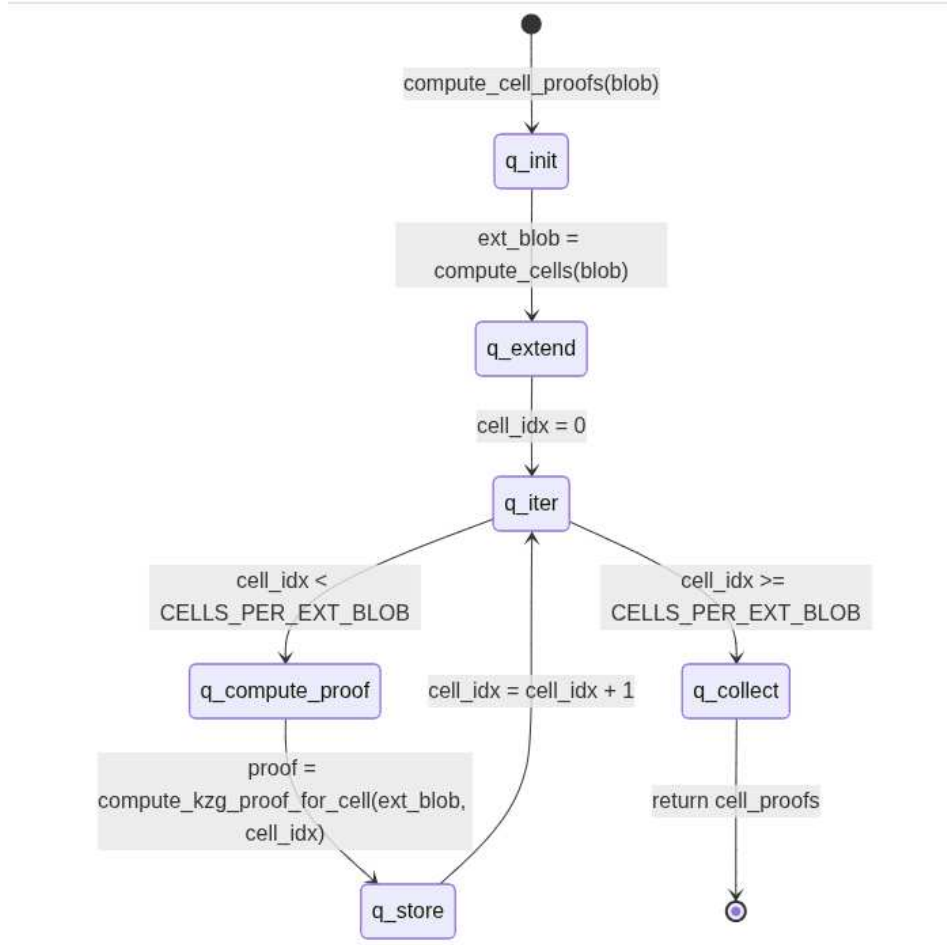 compute_cell_proofs(blob)
q_init
ext_blob =
compute_cells(blob)
q_extend
cell_idx = 0
q_iter
cell_idx <
CELLS_PER_EXT_BLOB
cell_idx >=
CELLS_PER_EXT_BLOB
q_compute_proof
cell_idx = cell_idx + 1
q_collect
proof =
compute_kzg_proof_for_cell(ext_blob,
cell_idx)
return cell_proofs
q_store